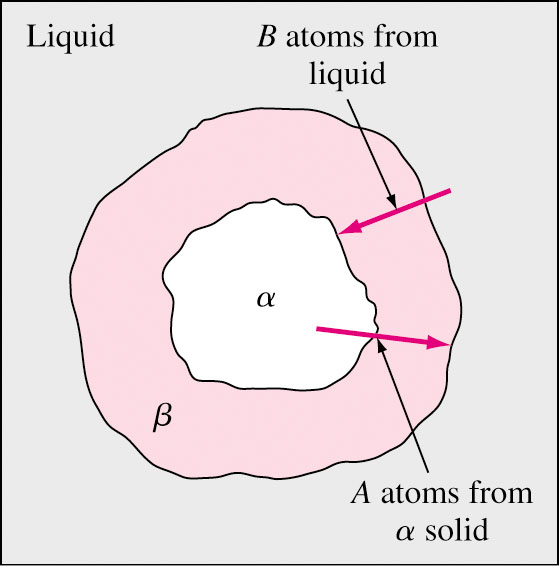 Liquid
B atoms from
liquid
α
β
A atoms from
α solid